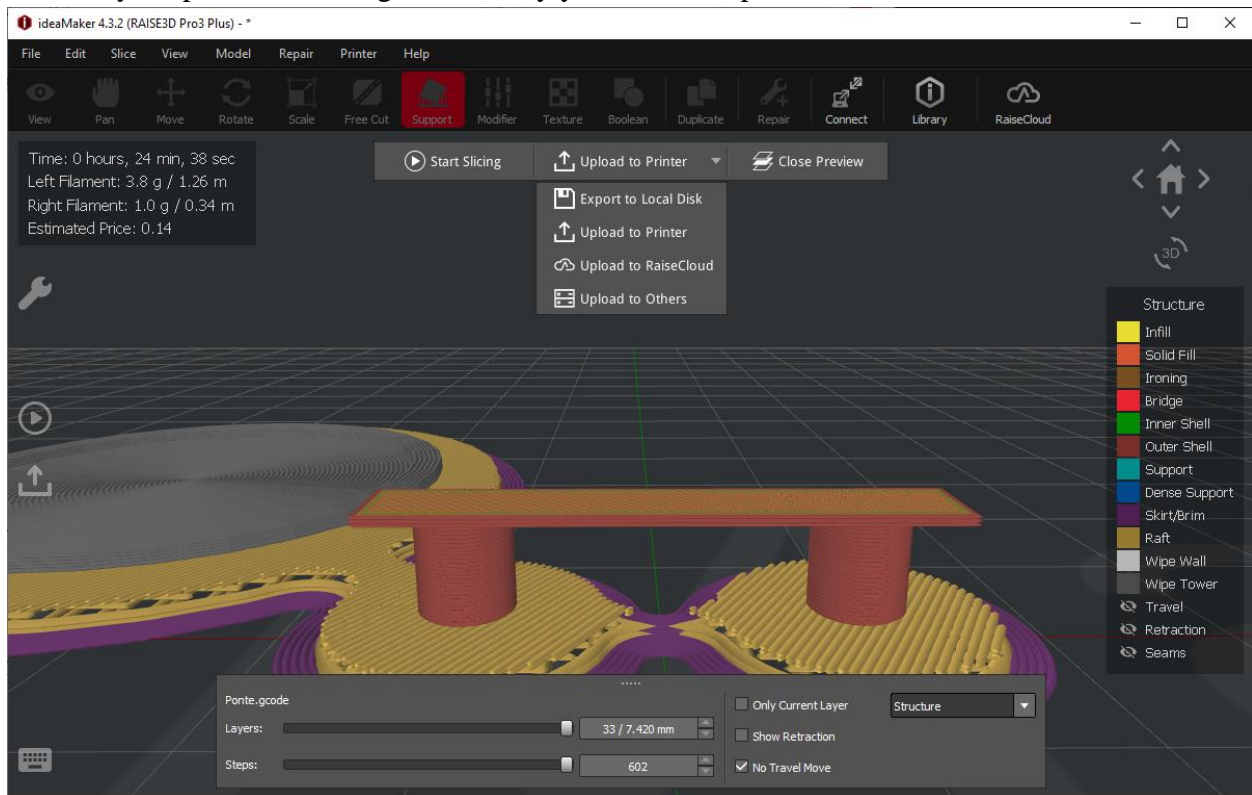 ideaMaker 4.3.2 (RAISE3D Pro3 Plus) - *
File Edit Slice View Model Repair Printer Help
View Pan Move Rotate Scale Free Cut Support Modifier Texture Boolean Duplicate Repair Connect Library RaiseCloud
Time: 0 hours, 24 min, 38 sec
Left Filament: 3.8 g / 1.26 m
Right Filament: 1.0 g / 0.34 m
Estimated Price: 0.14
Start Slicing Upload to Printer Close Preview
Export to Local Disk
Upload to Printer
Upload to RaiseCloud
Upload to Others
3D
Structure
Infill
Solid Fill
Ironing
Bridge
Inner Shell
Outer Shell
Support
Dense Support
Skirt/Brim
Raft
Wipe Wall
Wipe Tower
Travel
Retraction
Seams
Ponte.gcode
Layers: 33 / 7.420 mm
Steps: 602
Only Current Layer Structure
Show Retraction
No Travel Move